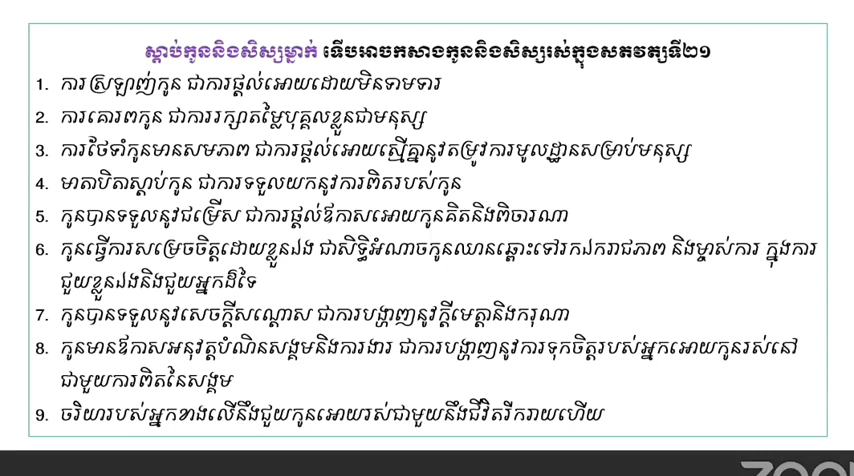 ស្តាប់កូននិងសិស្សម្នាក់ ទើបអាចកសាងកូននិងសិស្សរស់ក្នុងសតវត្សទី២១
1. ការស្រឡាញ់កូន ជាការផ្តល់អោយដោយមិនទាមទារ
2. ការគោរពកូន ជាការរក្សាតម្លៃបុគ្គលខ្លួនជាមនុស្ស
3. ការថែទាំកូនមានសមភាព ជាការផ្តល់អោយស្មើគ្នានូវតម្រូវការមូលដ្ឋានសម្រាប់មនុស្ស
4. មាតាបិតាស្តាប់កូន ជាការទទួលយកនូវការពិតរបស់កូន
5. កូនបានទទួលនូវជម្រើស ជាការផ្តល់ឱកាសអោយកូនគិតនិងពិចារណា
6. កូនធ្វើការសម្រេចចិត្តដោយខ្លួនឯង ជាសិទ្ធិអំណាចកូនឈានឆ្ពោះទៅរកឯករាជភាព និងម្ចាស់ការ ក្នុងការ
ជួយខ្លួនឯងនិងជួយអ្នកដ៏ទៃ
7. កូនបានទទួលនូវសេចក្តីសណ្តោស ជាការបង្ហាញនូវក្តីមេត្តានិងករុណា
8. កូនមានឪកាសអនុវត្តបំណិនសង្គមនិងការងារ ជាការបង្ហាញនូវការទុកចិត្តរបស់អ្នកអោយកូនរស់នៅ
ជាមួយការពិតនៃសង្គម
9. ចរិយារបស់អ្នកខាងលើនឹងជួយកូនអោយរស់ជាមួយនឹងជីវិតរីករាយហើយ
zoom